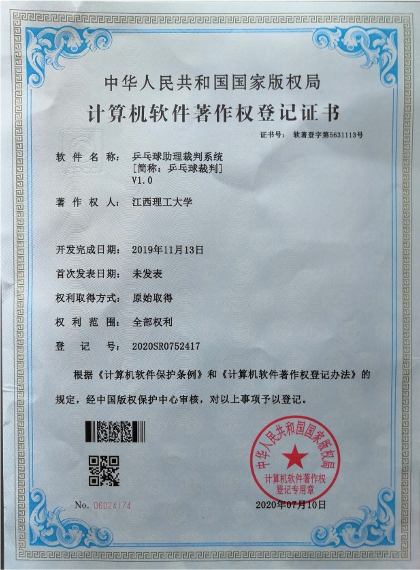 中华人民共和国国家版权局
计算机软件著作权登记证书
证书号： 软著登字第5631113号
软件名称： 乒乓球助理裁判系统
[简称：乒乓球裁判]
V1.0
著作权人： 江西理工大学
开发完成日期： 2019年11月13日
首次发表日期： 未发表
权利取得方式： 原始取得
权利范围： 全部权利
登记号： 2020SR0752417
根据《计算机软件保护条例》和《计算机软件著作权登记办法》的
规定，经中国版权保护中心审核，对以上事项予以登记。
中华人民共和国国家版权局
计算机软件著作权
登记专用章
No. 06024174
2020年07月10日